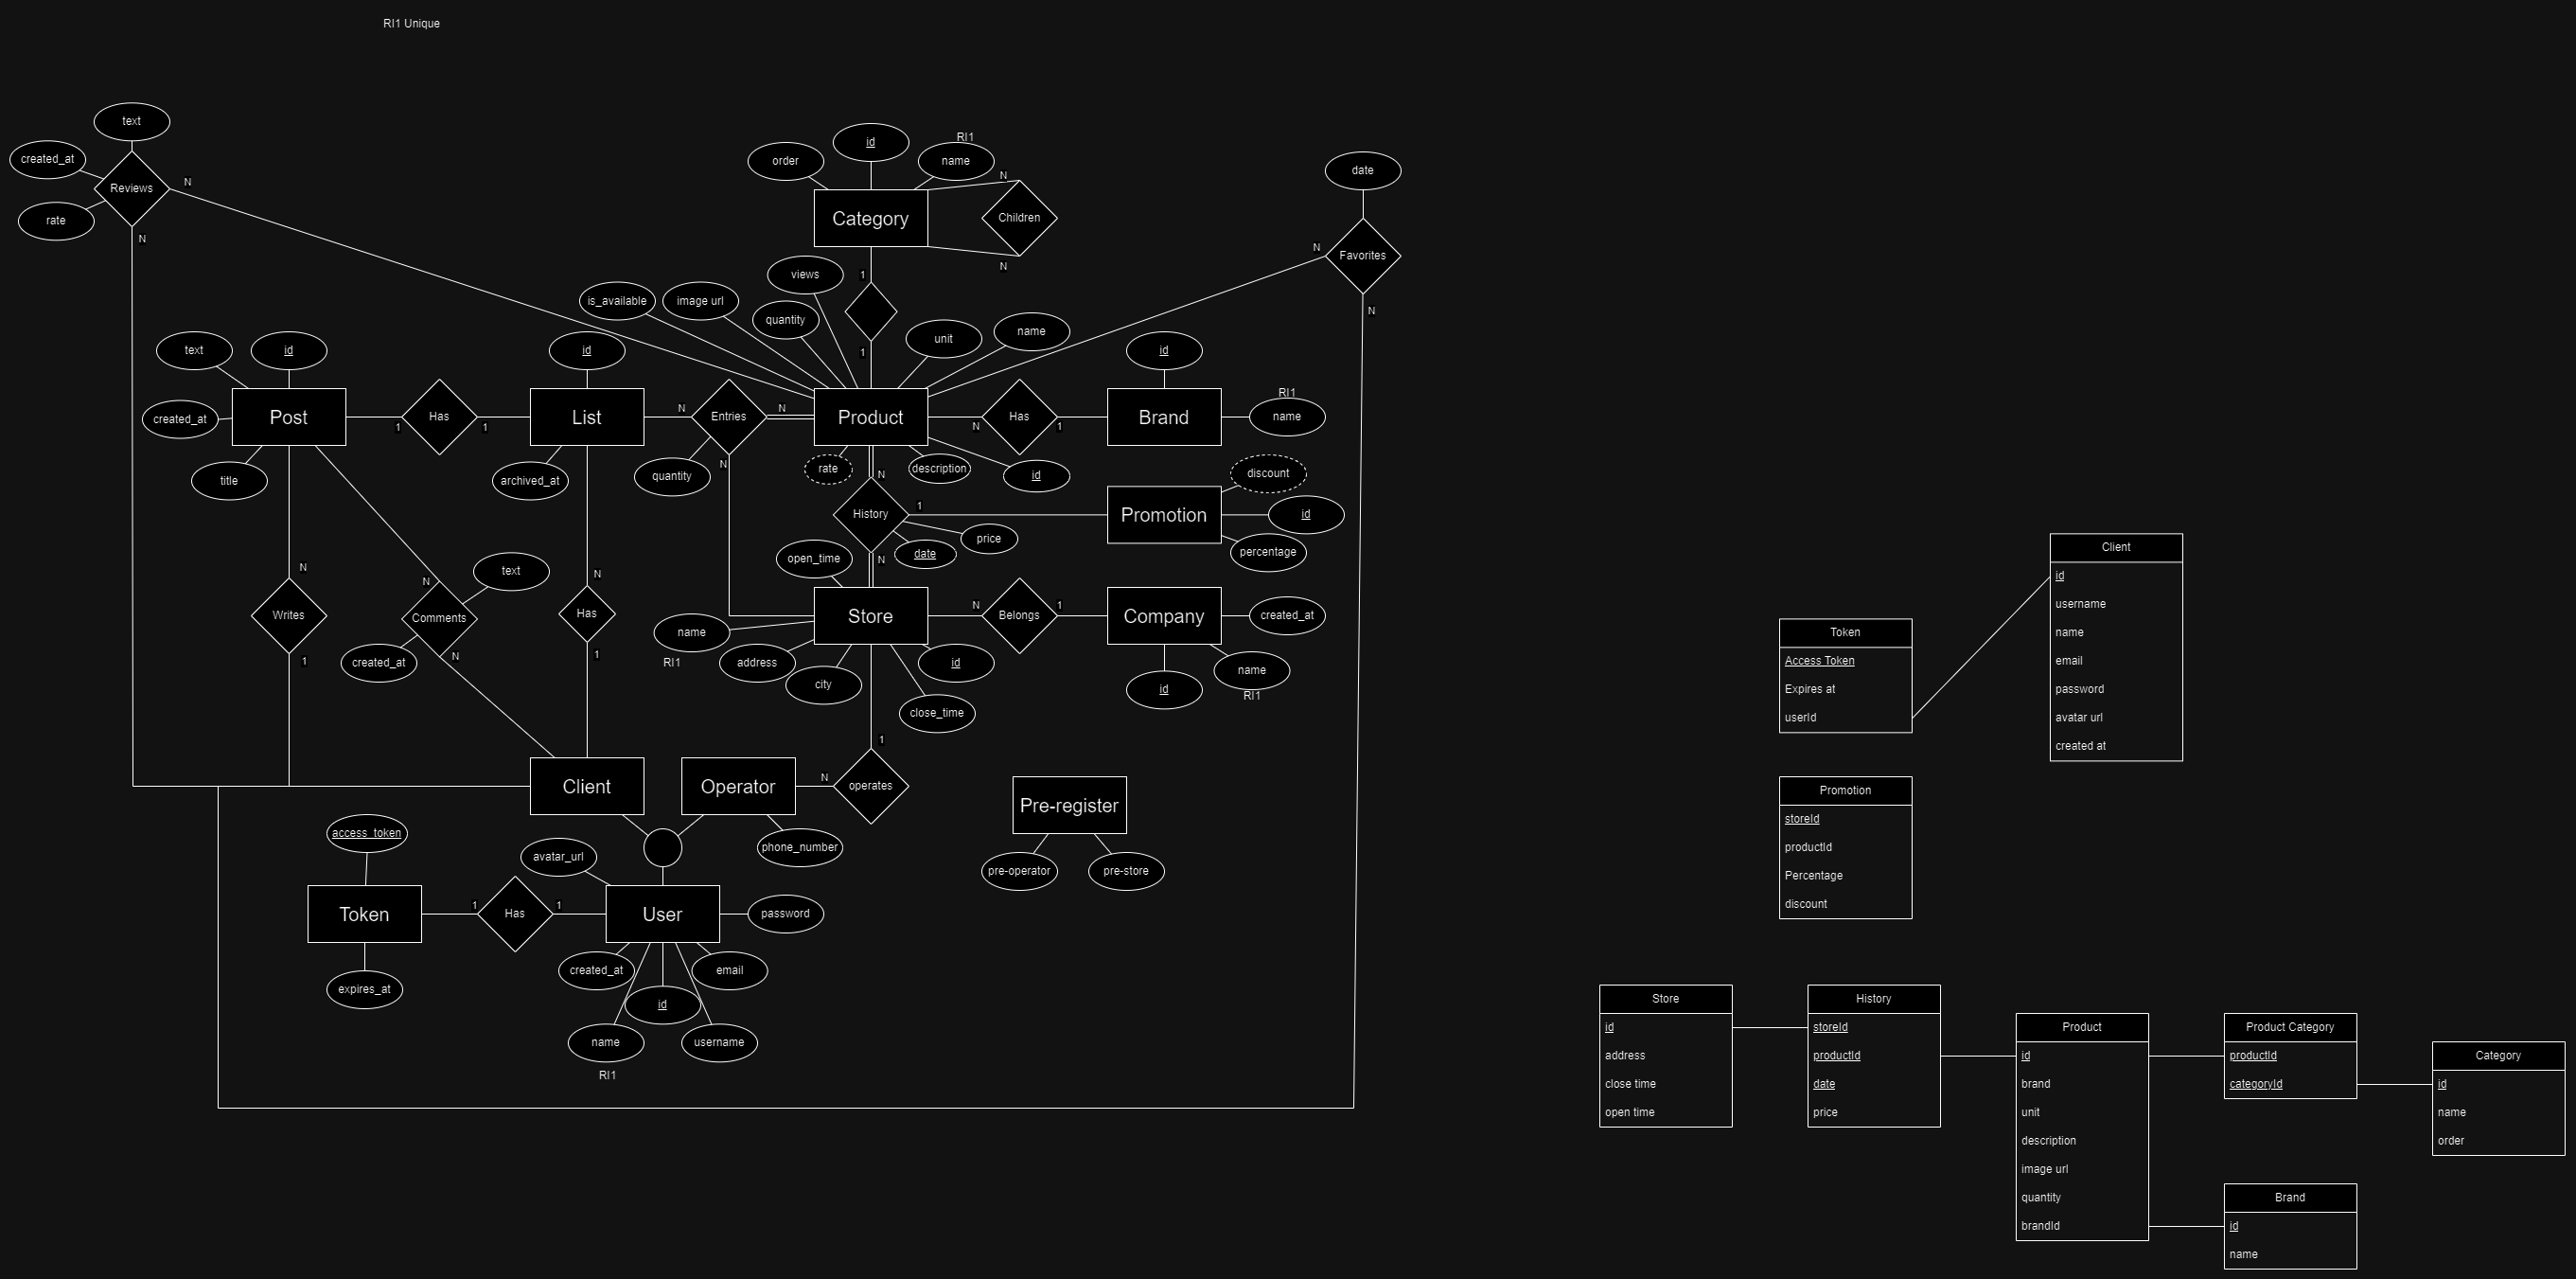 RI1 Unique
text
created_at
Reviews
rate
N
N
id
RI1
order
name
N
Category
Children
N
date
N
Favorites
N
1
views
is_available
image url
quantity
1
unit
name
text
id
id
id
RI1
Post
Has
List
N
Entries
N
Product
Has
Brand
name
created_at
1
1
N
1
title
archived_at
quantity
N
rate
description
id
discount
N
History
1
Promotion
id
date
price
percentage
open_time
N
N
text
N
N
Writes
Comments
Has
Store
N
Belongs
1
Company
created_at
name
RI1
1
created_at
N
1
address
city
id
id
name
RI1
close_time
1
Client
Operator
N
operates
Pre-register
access_token
avatar_url
phone_number
pre-operator
pre-store
Token
1
Has
1
User
password
expires_at
created_at
email
id
name
username
RI1
Client
id
username
name
email
password
avatar url
created at
Token
Access Token
Expires at
userId
Promotion
storeId
productId
Percentage
discount
Store
id
address
close time
open time
History
storeId
productId
date
price
Product
id
brand
unit
description
image url
quantity
brandId
Product Category
productId
categoryId
Category
id
name
order
Brand
id
name